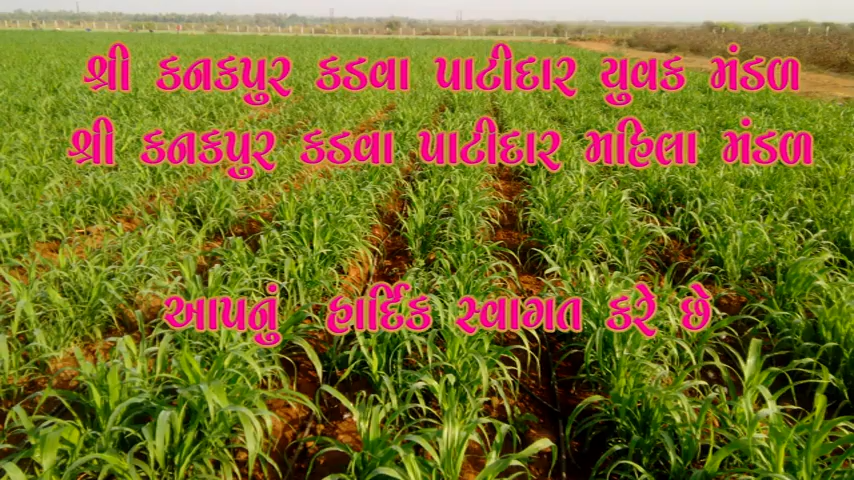 શ્રી કનકપુર કડવા પાટીદાર યુવક મંડળ
શ્રી કનકપુર કડવા પાટીદાર મહિલા મંડળ
આપનું હાર્દિક સ્વાગત કરે છે